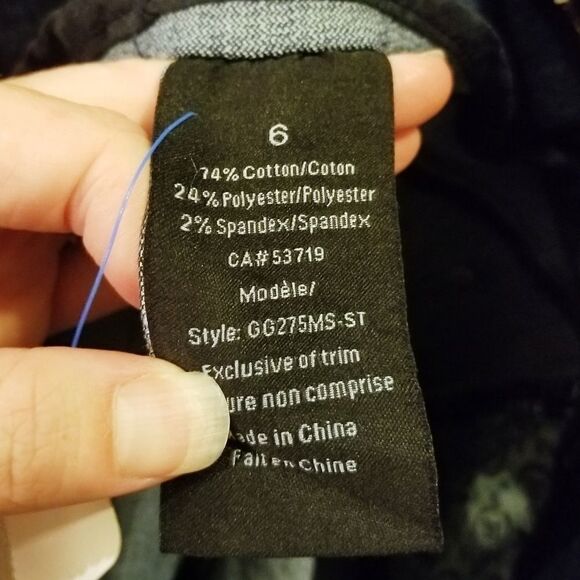 6
74% Cotton/Coton
24% Polyester/Polyester
2% Spandex/Spandex
CA#53719
Modèle/
Style: GG275MS-ST
Exclusive of trim
non comprise
in China
Fait en Chine